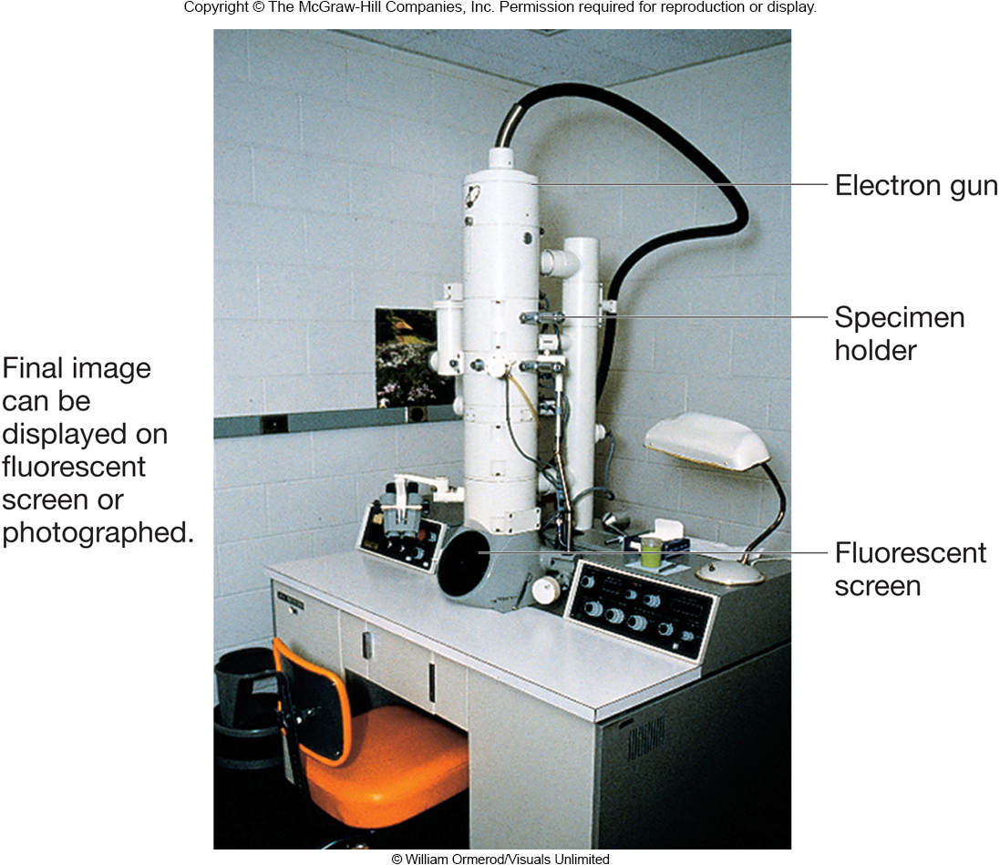 Copyright © The McGraw-Hill Companies, Inc. Permission required for reproduction or display.
Electron gun
Specimen
holder
Final image
can be
displayed on
fluorescent
screen or
photographed.
Fluorescent
screen
© William Ormerod/Visuals Unlimited